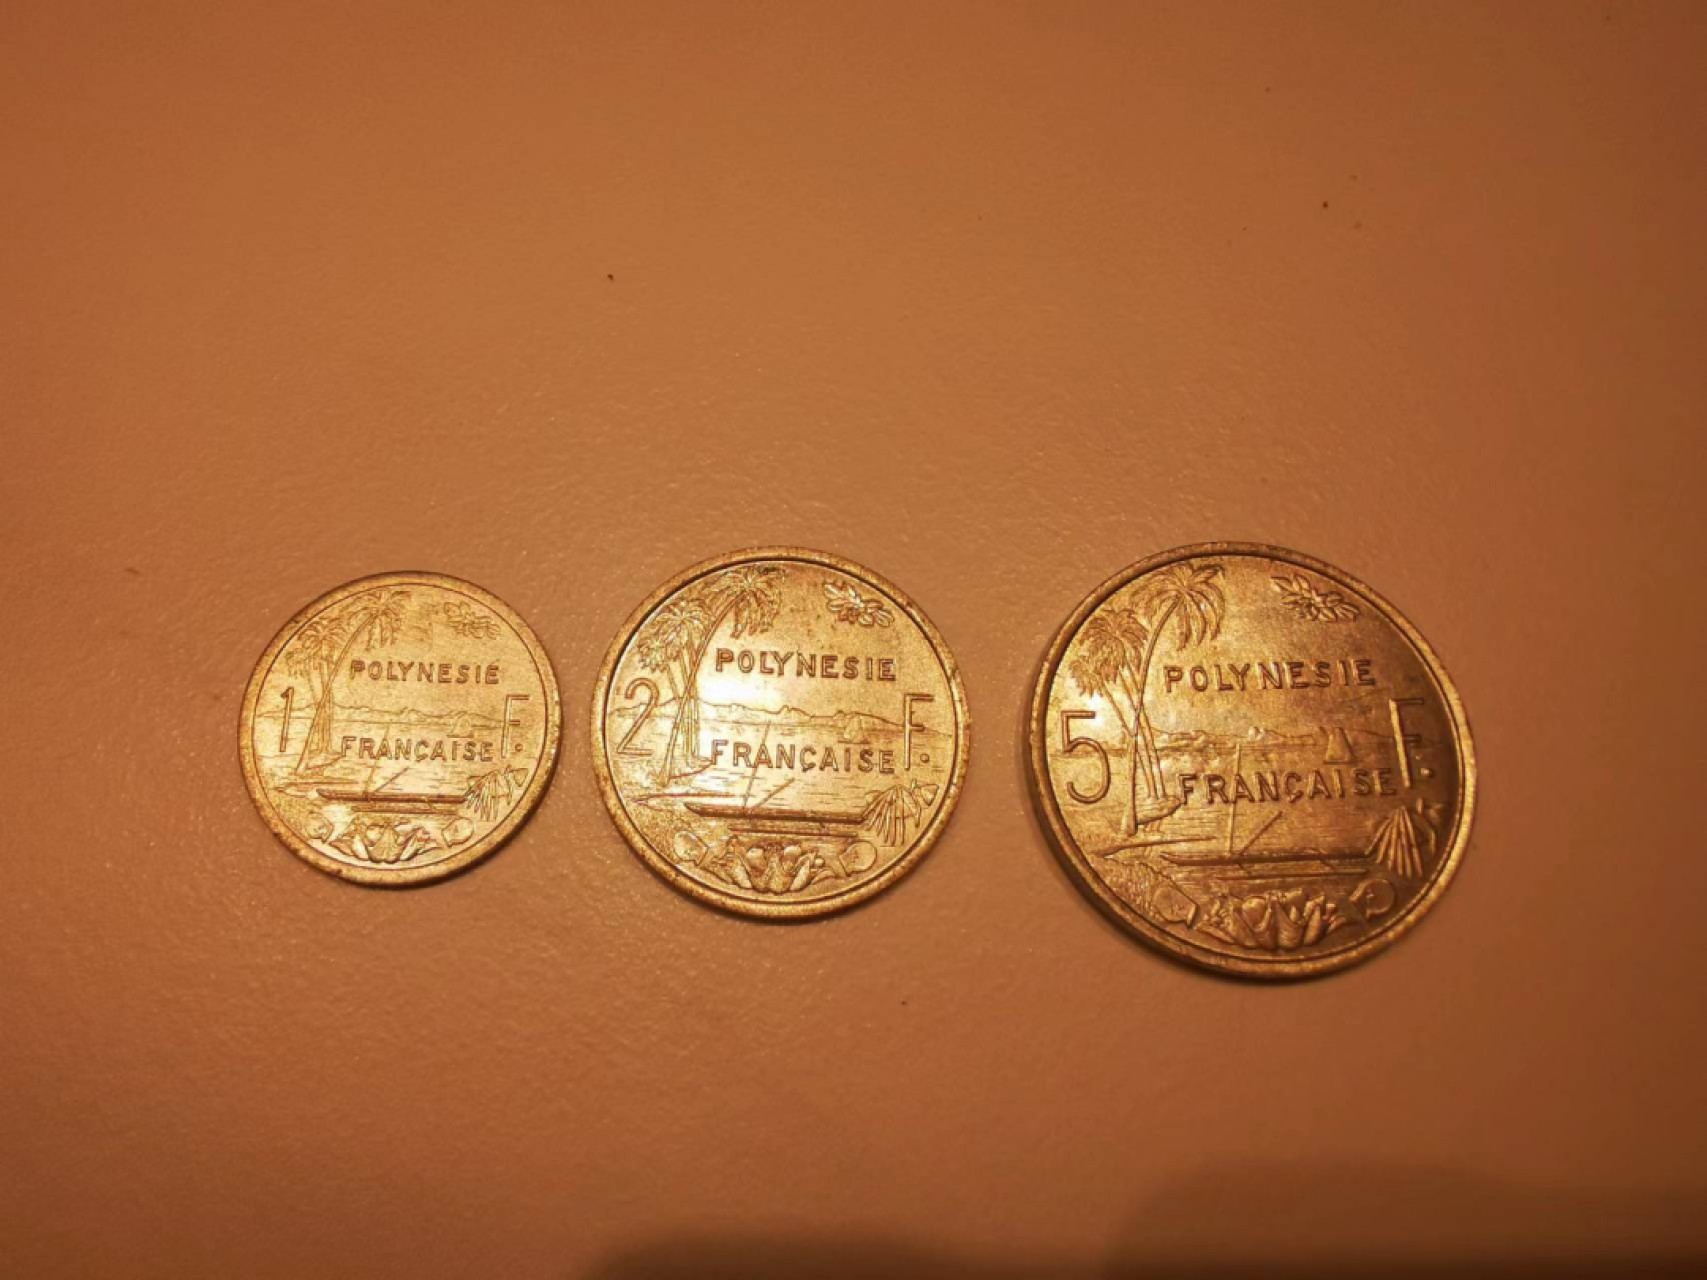 POLYNESIE
1 F.
FRANÇAISE
POLYNESIE
2 F.
FRANÇAISE
POLYNESIE
5 F.
FRANÇAISE